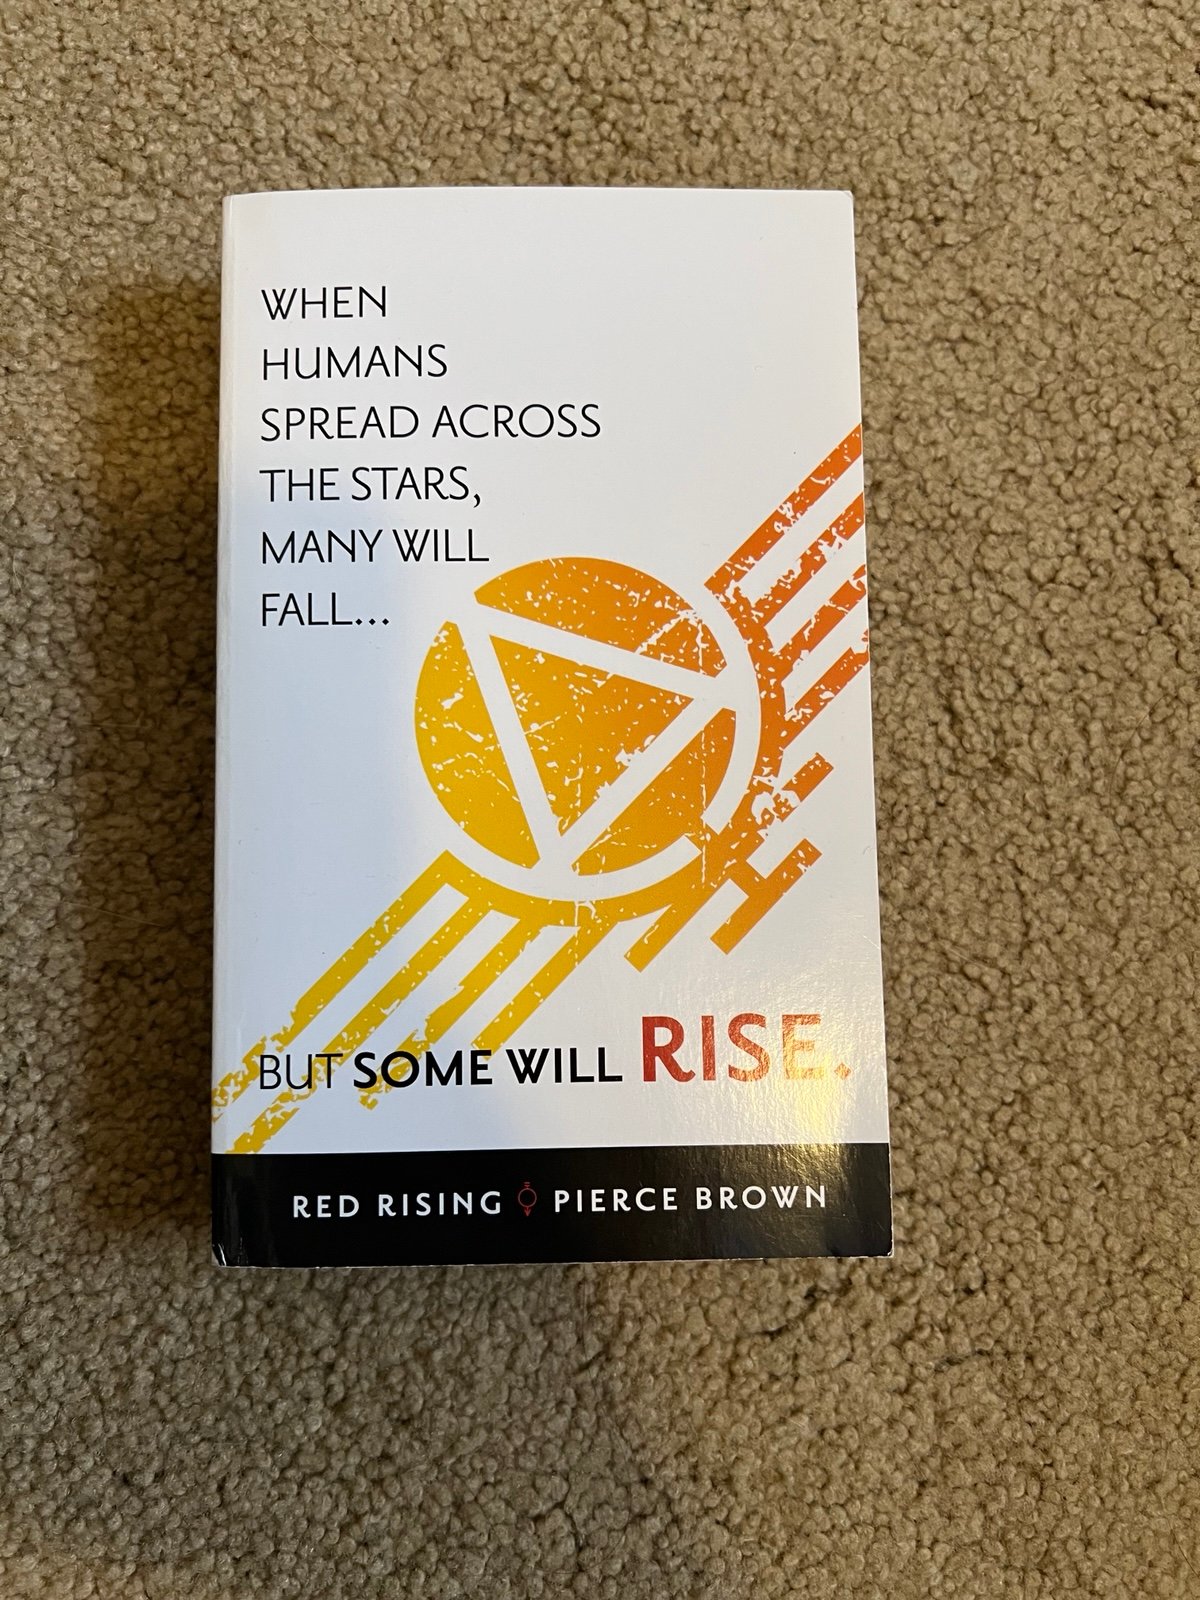 WHEN
HUMANS
SPREAD ACROSS
THE STARS,
MANY WILL
FALL...
BUT SOME WILL RISE.
RED RISING PIERCE BROWN